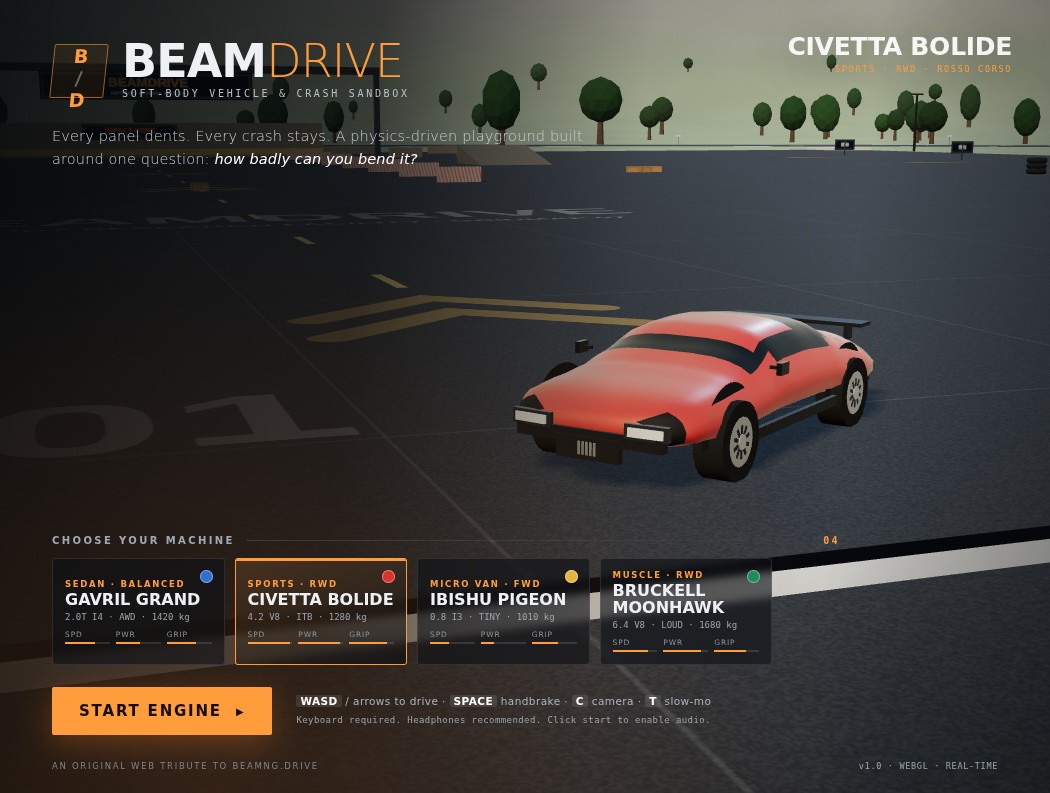 B
/
D
BEAMDRIVE
SOFT-BODY VEHICLE & CRASH SANDBOX
CIVETTA BOLIDE
SPORTS · RWD · ROSSO CORSO
BEAMDRIVE
Every panel dents. Every crash stays. A physics-driven playground built
around one question: how badly can you bend it?
BEAMDRIVE
01
CHOOSE YOUR MACHINE
04
SEDAN · BALANCED
GAVRIL GRAND
2.0T I4 · AWD · 1420 kg
SPD PWR GRIP
SPORTS · RWD
CIVETTA BOLIDE
4.2 V8 · ITB · 1280 kg
SPD PWR GRIP
MICRO VAN · FWD
IBISHU PIGEON
0.8 I3 · TINY · 1010 kg
SPD PWR GRIP
MUSCLE · RWD
BRUCKELL
MOONHAWK
6.4 V8 · LOUD · 1680 kg
SPD PWR GRIP
START ENGINE ▸
WASD / arrows to drive · SPACE handbrake · C camera · T slow-mo
Keyboard required. Headphones recommended. Click start to enable audio.
AN ORIGINAL WEB TRIBUTE TO BEAMNG.DRIVE
v1.0 · WEBGL · REAL-TIME